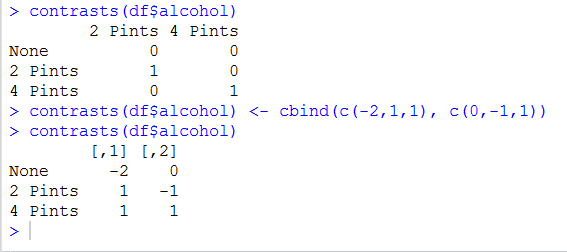 > contrasts(df$alcohol)
        2 Pints 4 Pints
None          0       0
2 Pints       1       0
4 Pints       0       1
> contrasts(df$alcohol) <- cbind(c(-2,1,1), c(0,-1,1))
> contrasts(df$alcohol)
        [,1] [,2]
None      -2    0
2 Pints    1   -1
4 Pints    1    1
>